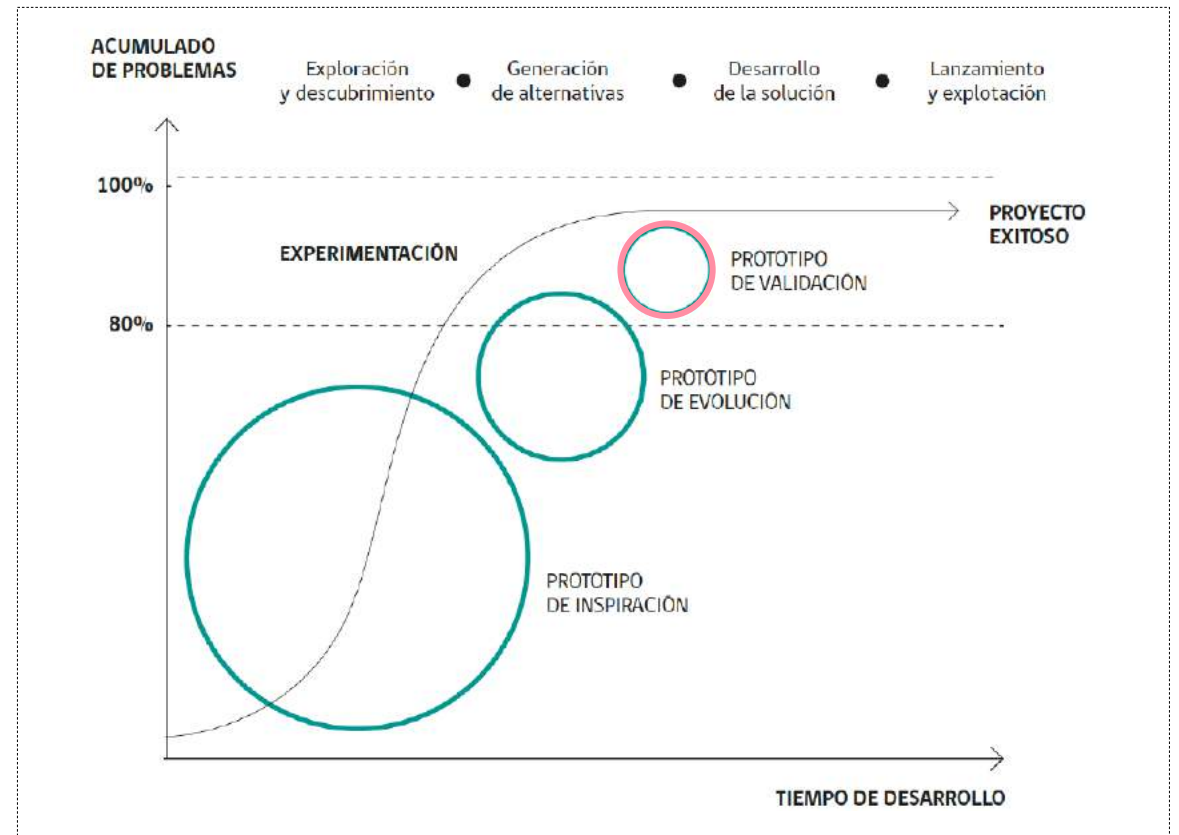 ACUMULADO
DE PROBLEMAS
Exploración
y descubrimiento
Generación
de alternativas
Desarrollo
de la solución
Lanzamiento
y explotación
100%
PROYECTO
EXITOSO
EXPERIMENTACIÓN
PROTOTIPO
DE VALIDACIÓN
80%
PROTOTIPO
DE EVOLUCIÓN
PROTOTIPO
DE INSPIRACIÓN
TIEMPO DE DESARROLLO